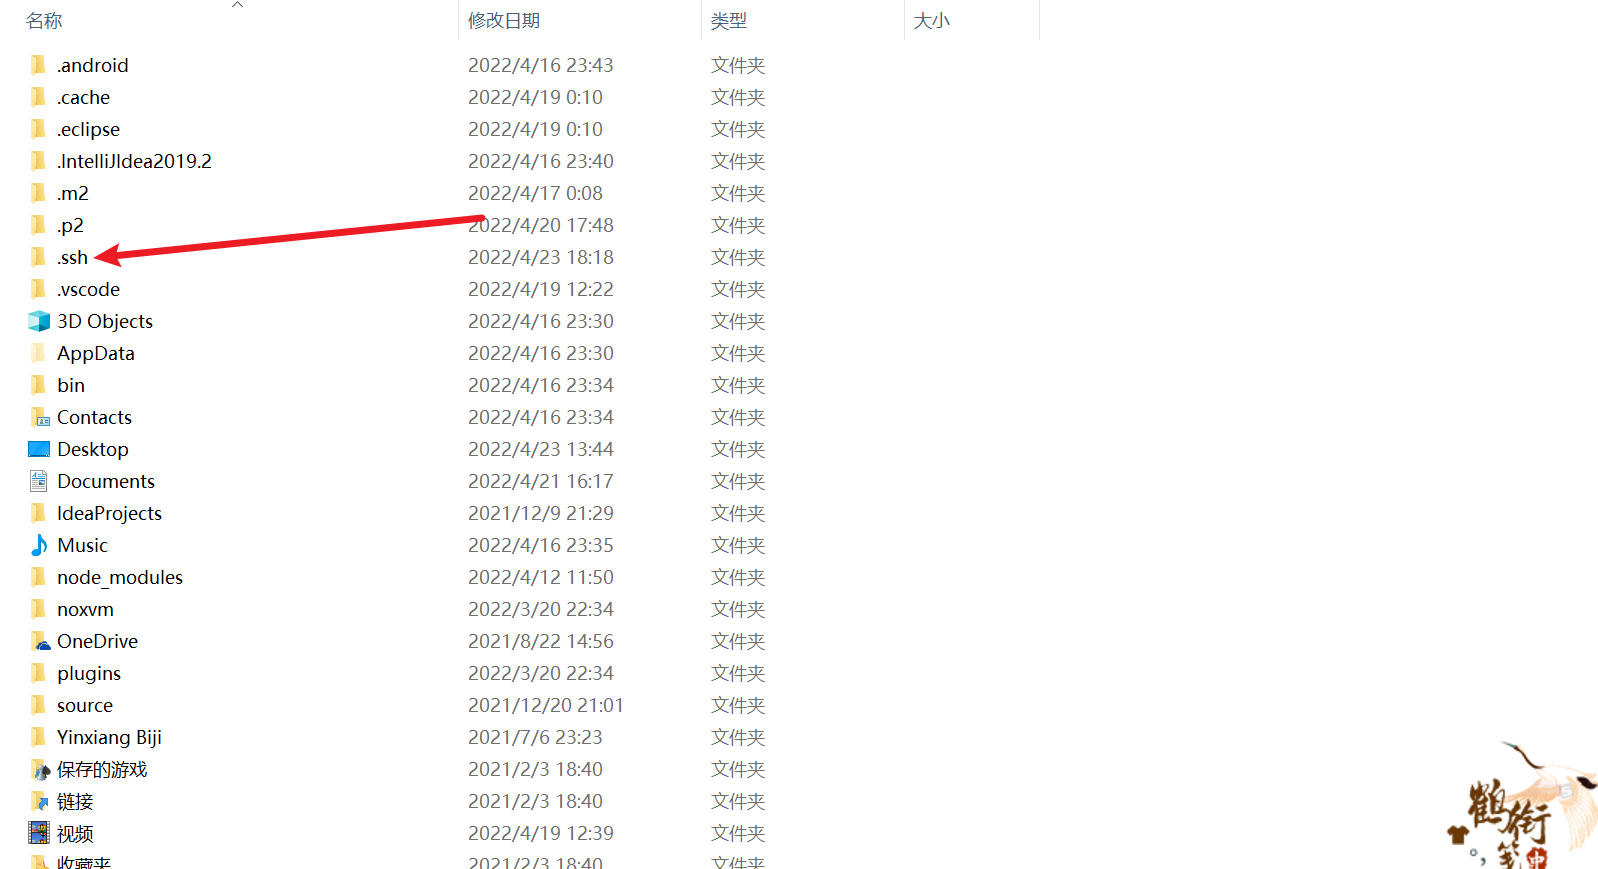 名称 修改日期 类型 大小
.android 2022/4/16 23:43 文件夹
.cache 2022/4/19 0:10 文件夹
.eclipse 2022/4/19 0:10 文件夹
.IntelliJIdea2019.2 2022/4/16 23:40 文件夹
.m2 2022/4/17 0:08 文件夹
.p2 2022/4/20 17:48 文件夹
.ssh 2022/4/23 18:18 文件夹
.vscode 2022/4/19 12:22 文件夹
3D Objects 2022/4/16 23:30 文件夹
AppData 2022/4/16 23:30 文件夹
bin 2022/4/16 23:34 文件夹
Contacts 2022/4/16 23:34 文件夹
Desktop 2022/4/23 13:44 文件夹
Documents 2022/4/21 16:17 文件夹
IdeaProjects 2021/12/9 21:29 文件夹
Music 2022/4/16 23:35 文件夹
node_modules 2022/4/12 11:50 文件夹
noxvm 2022/3/20 22:34 文件夹
OneDrive 2021/8/22 14:56 文件夹
plugins 2022/3/20 22:34 文件夹
source 2021/12/20 21:01 文件夹
Yinxiang Biji 2021/7/6 23:23 文件夹
保存的游戏 2021/2/3 18:40 文件夹
链接 2021/2/3 18:40 文件夹
视频 2022/4/19 12:39 文件夹
收藏夹 2021/2/3 18:40 文件夹
鹤衔笺
中